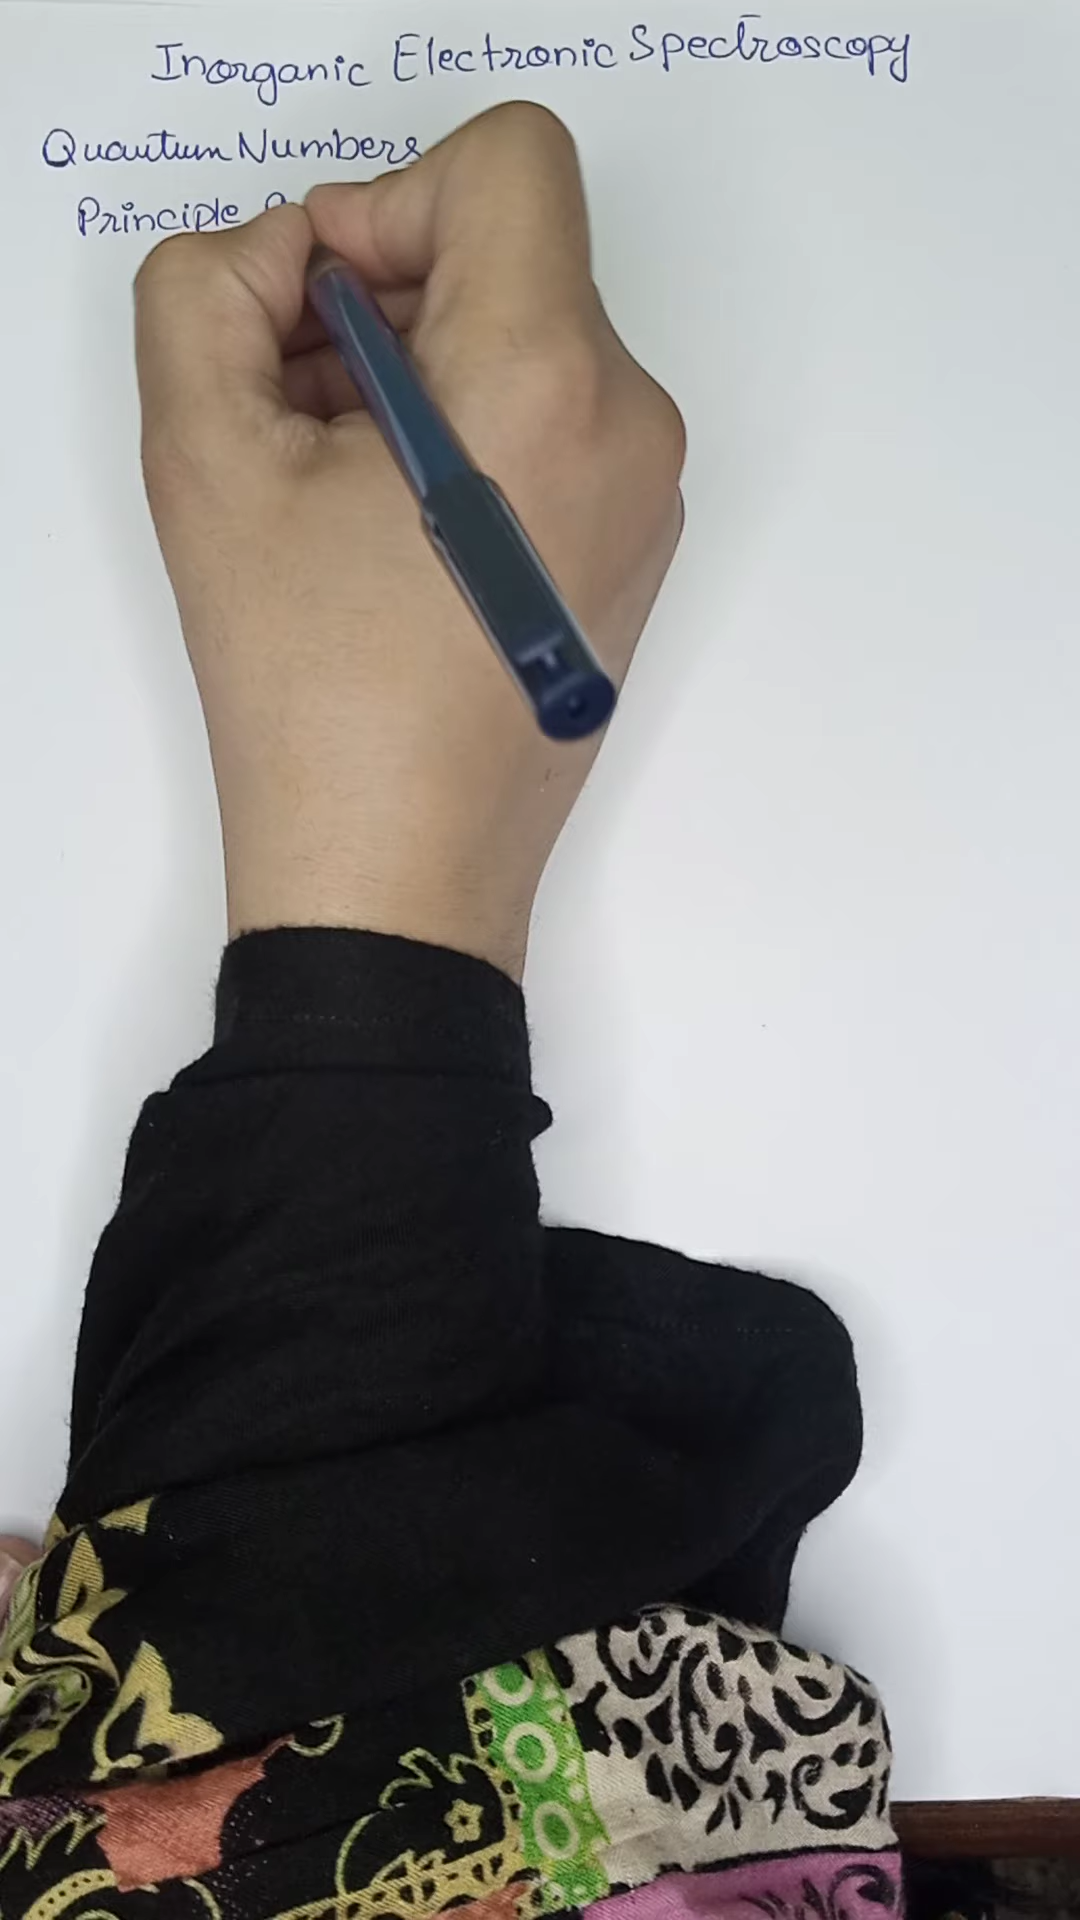 Inorganic Electronic Spectroscopy
Quantum Numbers
Principle